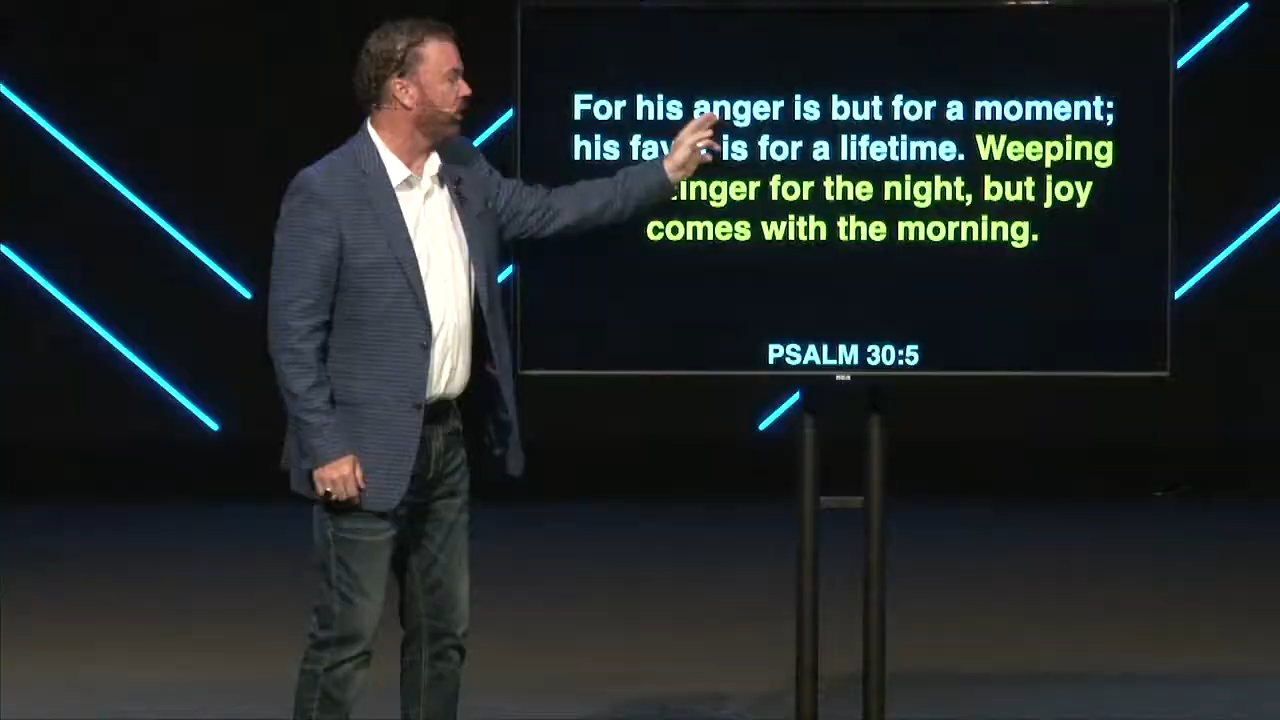 For his anger is but for a moment;
his is for a lifetime. Weeping
for the night, but joy
comes with the morning.
PSALM 30:5